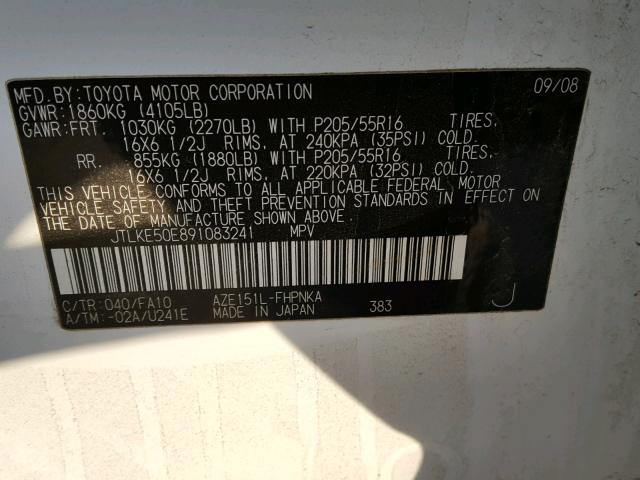 MFD.BY:TOYOTA MOTOR CORPORATION 09/08
GVWR:1860KG (4105LB)
GAWR:FRT. 1030KG (2270LB) WITH P205/55R16 TIRES,
16X6 1/2J RIMS, AT 240KPA (35PSI) COLD.
RR. 855KG (1880LB) WITH P205/55R16 TIRES,
16X6 1/2J RIMS, AT 220KPA (32PSI) COLD.
THIS VEHICLE CONFORMS TO ALL APPLICABLE FEDERAL MOTOR
VEHICLE SAFETY AND THEFT PREVENTION STANDARDS IN EFFECT ON
THE DATE OF MANUFACTURE SHOWN ABOVE.
JTLKE50E891083241 MPV
C/TR:040/FA10 AZE151L-FHPNKA
A/TM:-02A/U241E MADE IN JAPAN 383 J